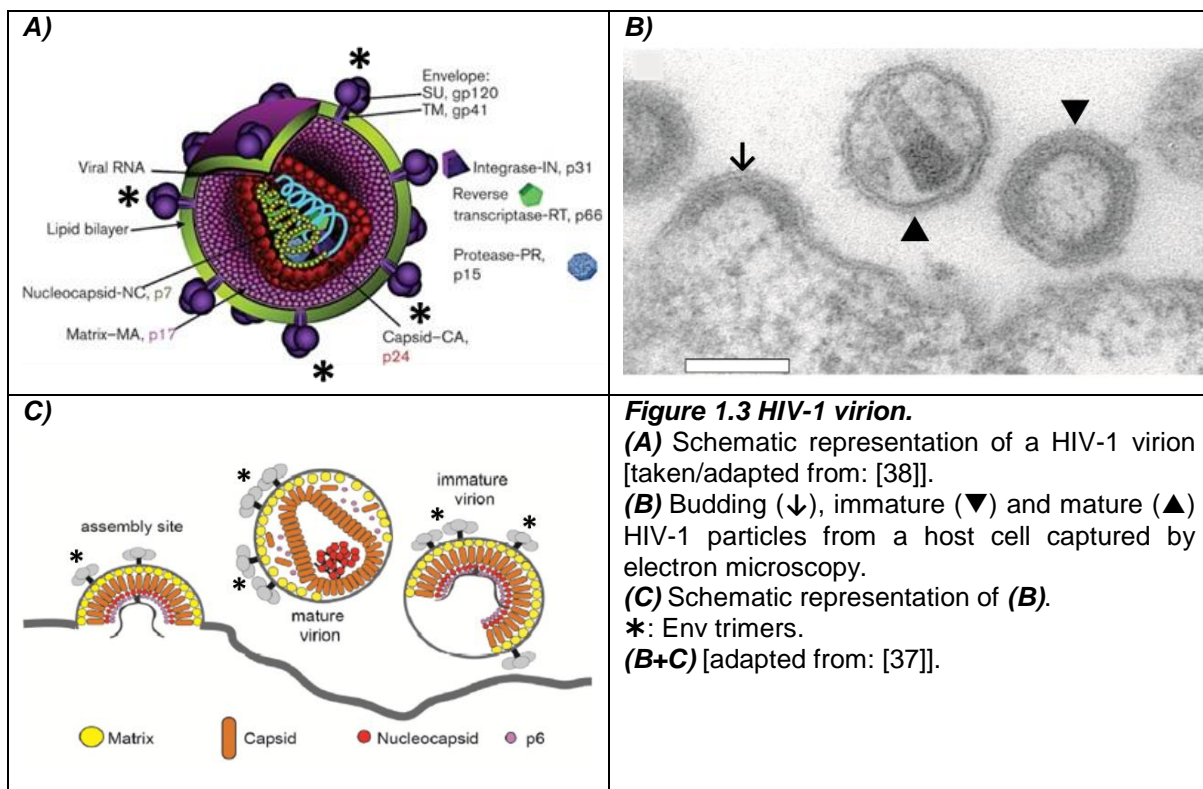 A)
*
Envelope:
SU, gp120
TM, gp41
Viral RNA
Integrase-IN, p31
*
Reverse
transcriptase-RT, p66
Lipid bilayer
Protease-PR,
p15
Nucleocapsid-NC, p7
*
Matrix–MA, p17
Capsid–CA,
p24
*
B)
C)
*
assembly site
*
*
mature
virion
immature
virion
*
*
Matrix
Capsid
Nucleocapsid
p6
Figure 1.3 HIV-1 virion.
(A) Schematic representation of a HIV-1 virion
[taken/adapted from: [38]].
(B) Budding (↓), immature (▼) and mature (▲)
HIV-1 particles from a host cell captured by
electron microscopy.
(C) Schematic representation of (B).
*: Env trimers.
(B+C) [adapted from: [37]].